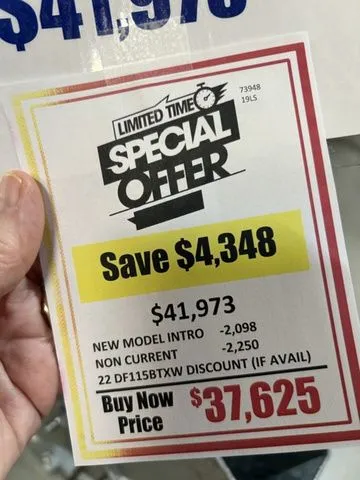 $41,973
LIMITED TIME
73948
19LS
SPECIAL
OFFER
Save $4,348
$41,973
NEW MODEL INTRO -2,098
NON CURRENT -2,250
22 DF115BTXW DISCOUNT (IF AVAIL)
Buy Now
Price
$37,625